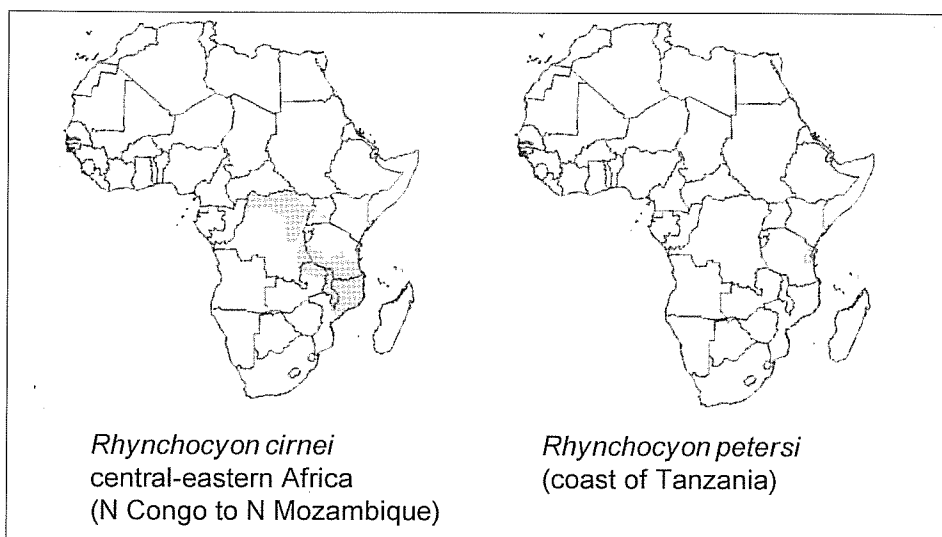 Rhynchocyon cirnei
central-eastern Africa
(N Congo to N Mozambique)
Rhynchocyon petersi
(coast of Tanzania)